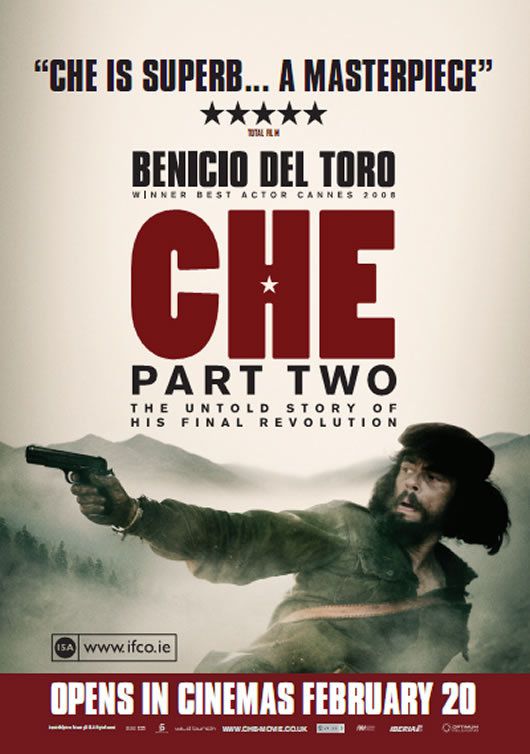 “CHE IS SUPERB... A MASTERPIECE”
TOTAL FILM
BENICIO DEL TORO
WINNER BEST ACTOR CANNES 2008
CHE
PART TWO
THE UNTOLD STORY OF
HIS FINAL REVOLUTION
15A www.ifco.ie
OPENS IN CINEMAS FEBRUARY 20
WWW.CHE-MOVIE.CO.UK IBERIA OPTIMUM